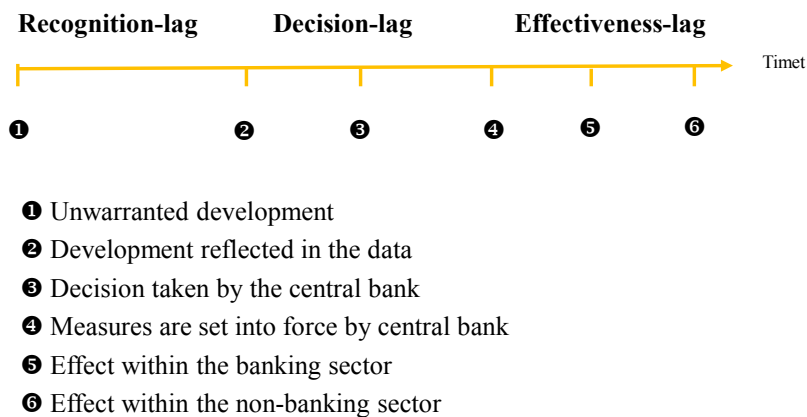 Recognition-lag Decision-lag Effectiveness-lag
Timet
❶ ❷ ❸ ❹ ❺ ❻
❶ Unwarranted development
❷ Development reflected in the data
❸ Decision taken by the central bank
❹ Measures are set into force by central bank
❺ Effect within the banking sector
❻ Effect within the non-banking sector